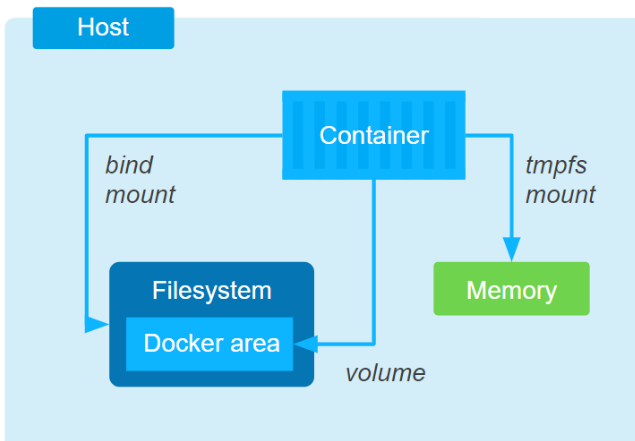 Host
Container
bind
mount
tmpfs
mount
Filesystem
Memory
Docker area
volume